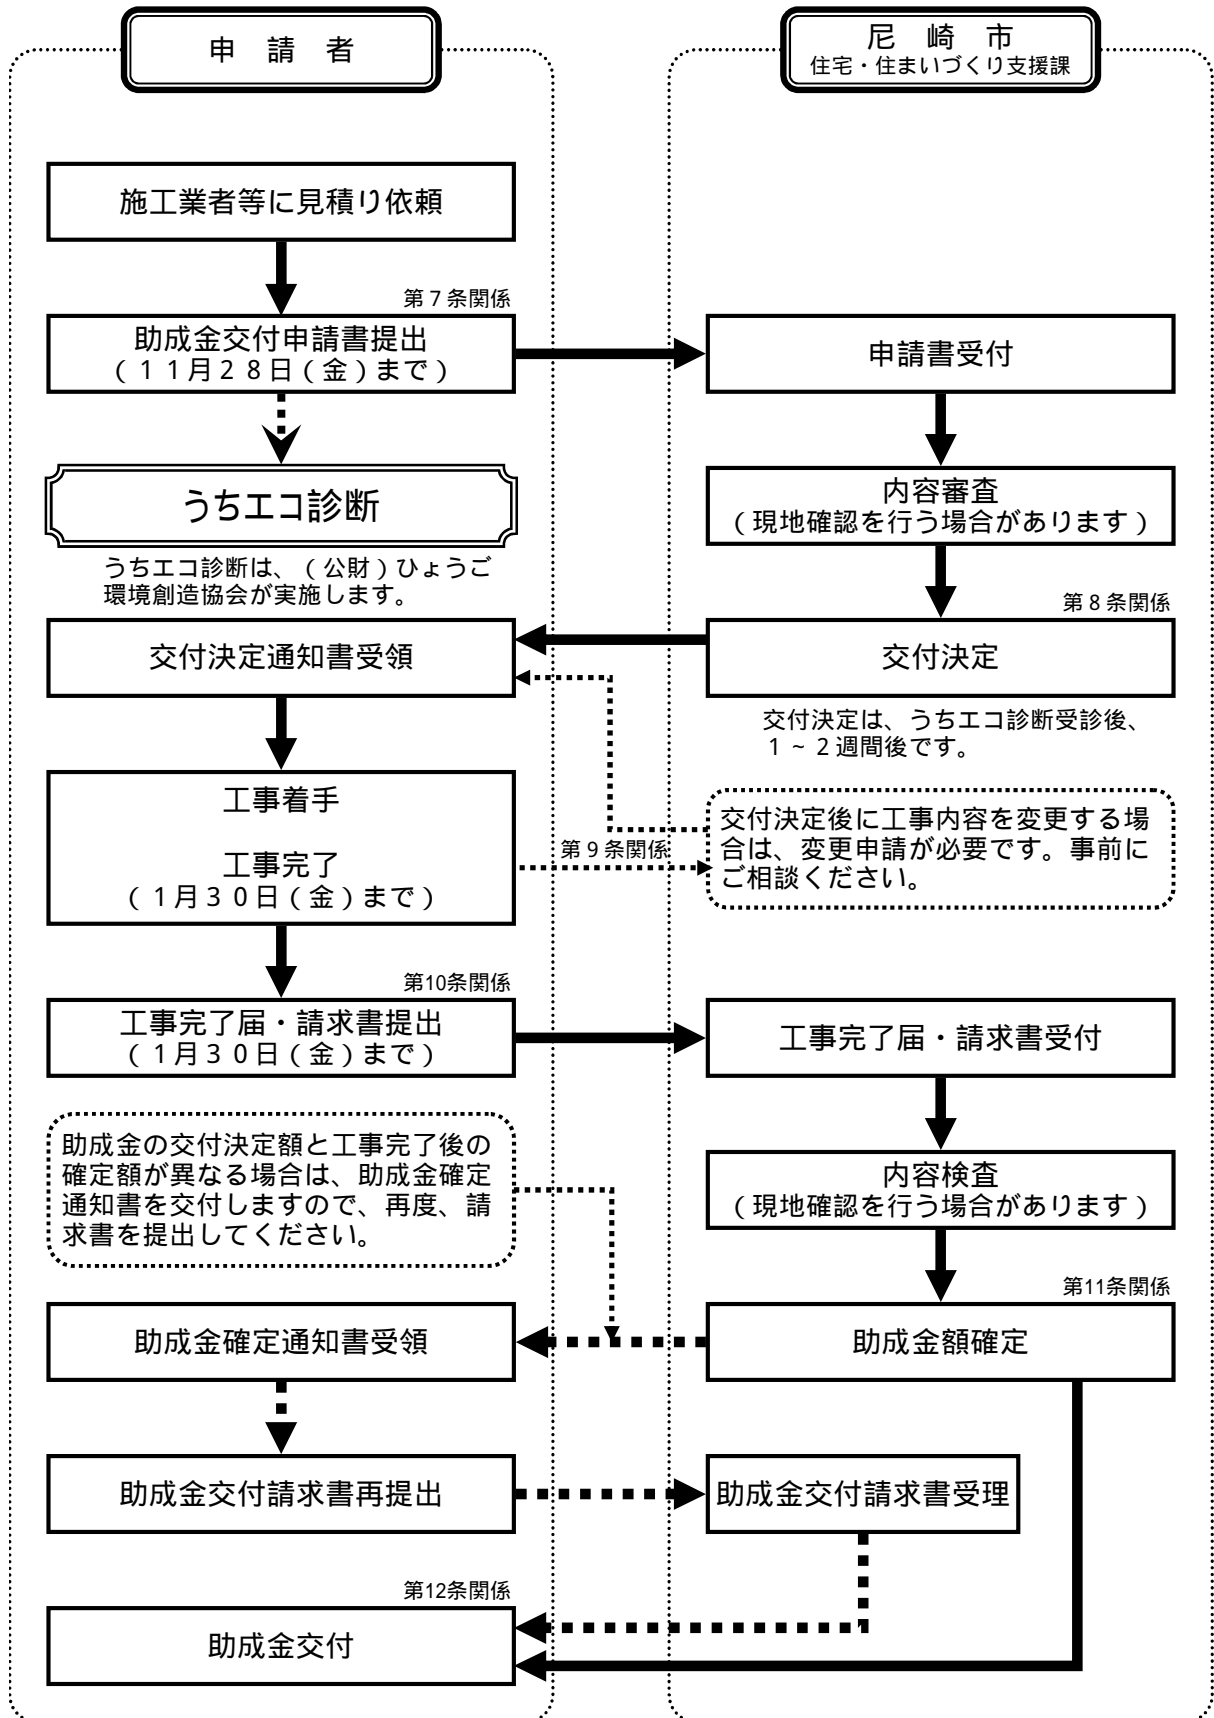 申　請　者
尼　崎　市
住宅・住まいづくり支援課
施工業者等に見積り依頼
第７条関係
助成金交付申請書提出
（１１月２８日（金）まで）
申請書受付
うちエコ診断
うちエコ診断は、（公財）ひょうご
環境創造協会が実施します。
内容審査
（現地確認を行う場合があります）
第８条関係
交付決定通知書受領
交付決定
交付決定は、うちエコ診断受診後、
１～２週間後です。
工事着手
工事完了
（１月３０日（金）まで）
第９条関係
交付決定後に工事内容を変更する場
合は、変更申請が必要です。事前に
ご相談ください。
第10条関係
工事完了届・請求書提出
（１月３０日（金）まで）
工事完了届・請求書受付
助成金の交付決定額と工事完了後の
確定額が異なる場合は、助成金確定
通知書を交付しますので、再度、請
求書を提出してください。
内容検査
（現地確認を行う場合があります）
第11条関係
助成金確定通知書受領
助成金額確定
助成金交付請求書再提出
助成金交付請求書受理
第12条関係
助成金交付